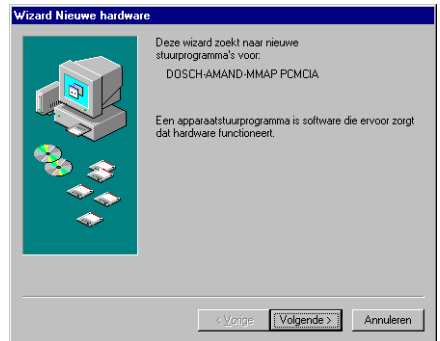 Wizard Nieuwe hardware
Deze wizard zoekt naar nieuwe
stuurprogramma's voor:
DOSCH-AMAND-MMAP PCMCIA
Een apparaatstuurprogramma is software die ervoor zorgt
dat hardware functioneert.
< Vorige Volgende > Annuleren